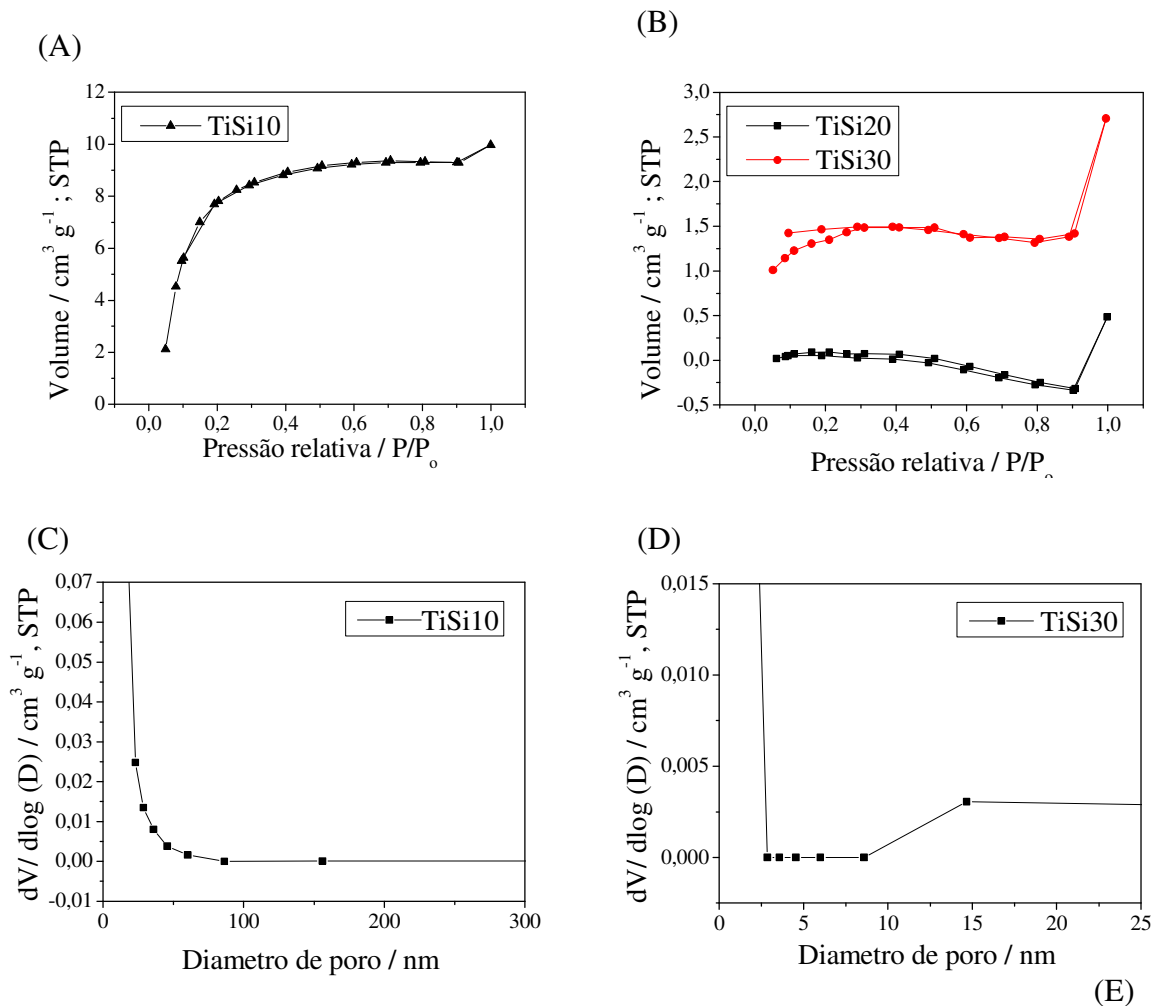 (A)
12
10
8
6
4
2
0
Volume / cm³ g⁻¹ ; STP
TiSi10
0,0 0,2 0,4 0,6 0,8 1,0
Pressão relativa / P/Pₒ
(B)
3,0
2,5
2,0
1,5
1,0
0,5
0,0
-0,5
Volume / cm³ g⁻¹ ; STP
TiSi20
TiSi30
0,0 0,2 0,4 0,6 0,8 1,0
Pressão relativa / P/Pₒ
(C)
0,07
0,06
0,05
0,04
0,03
0,02
0,01
0,00
-0,01
dV/ dlog (D) / cm³ g⁻¹, STP
TiSi10
0 100 200 300
Diametro de poro / nm
(D)
0,015
0,010
0,005
0,000
dV/ dlog (D) / cm³ g⁻¹, STP
TiSi30
0 5 10 15 20 25
Diametro de poro / nm
(E)